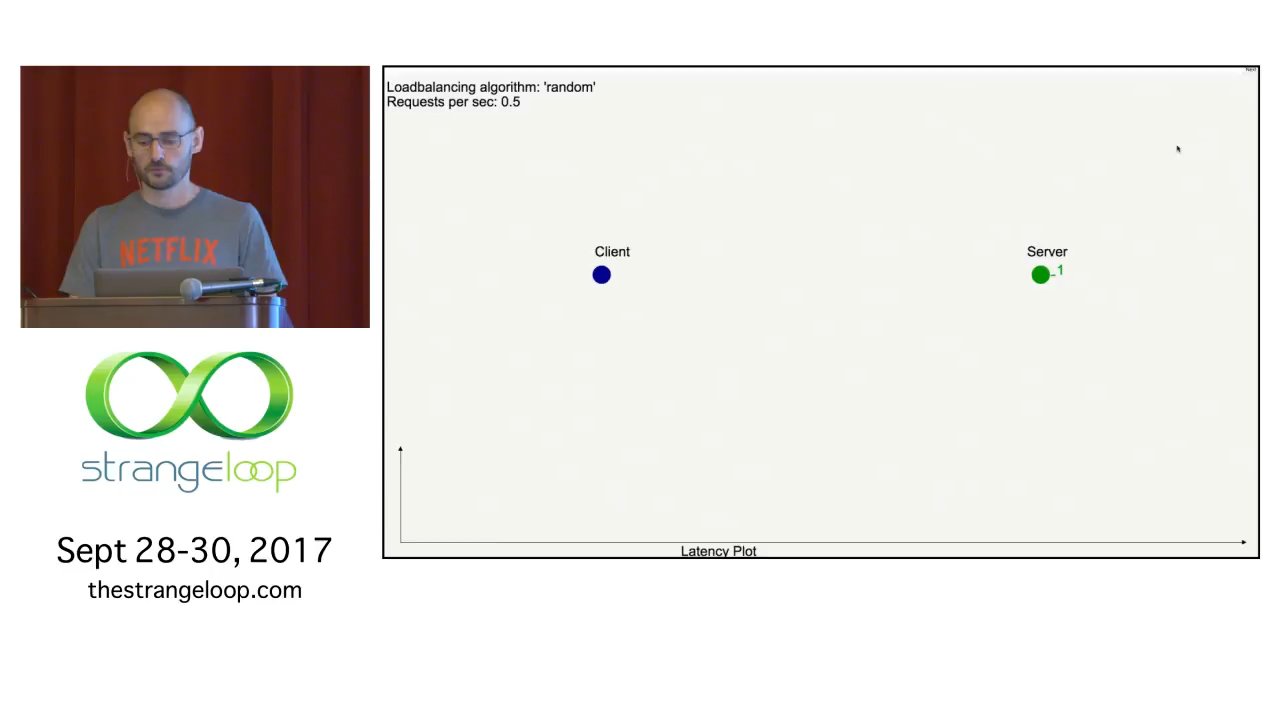 NETFLIX
strangeloop
Sept 28-30, 2017
thestrangeloop.com
Loadbalancing algorithm: 'random'
Requests per sec: 0.5
Next
Client
Server
1
Latency Plot